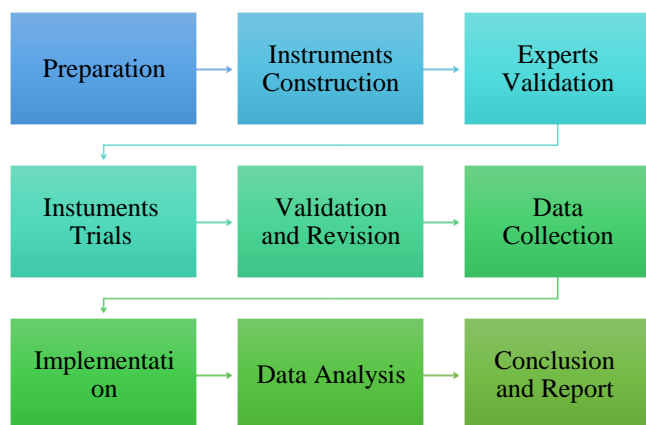 Preparation
Instruments
Construction
Experts
Validation
Instuments
Trials
Validation
and Revision
Data
Collection
Implementati
on
Data Analysis
Conclusion
and Report